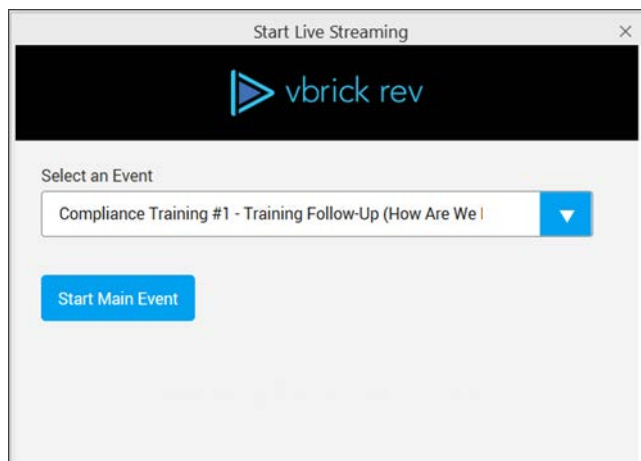 Start Live Streaming
vbrick rev
Select an Event
Compliance Training #1 - Training Follow-Up (How Are We
Start Main Event